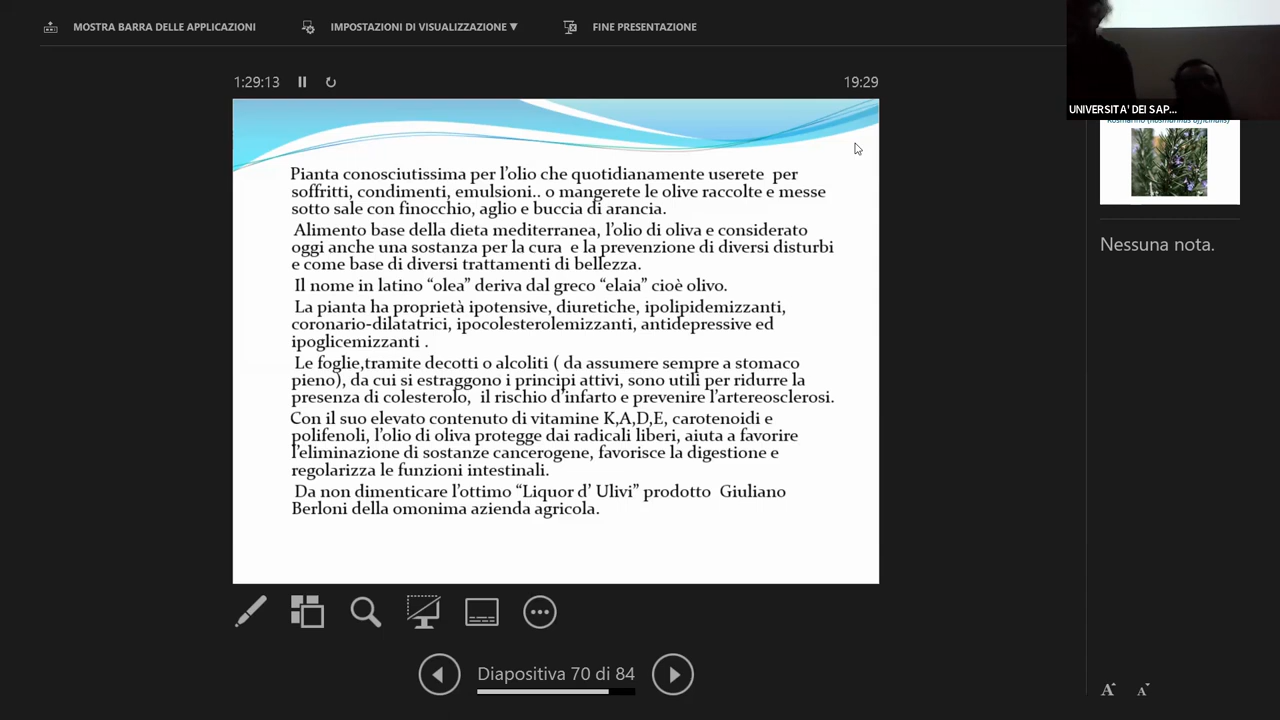 MOSTRA BARRA DELLE APPLICAZIONI
IMPOSTAZIONI DI VISUALIZZAZIONE ▼
FINE PRESENTAZIONE
UNIVERSITA' DEI SAP...
1:29:13
19:29
Pianta conosciutissima per l’olio che quotidianamente userete per
soffritti, condimenti, emulsioni.. o mangerete le olive raccolte e messe
sotto sale con finocchio, aglio e buccia di arancia.
Alimento base della dieta mediterranea, l’olio di oliva e considerato
oggi anche una sostanza per la cura e la prevenzione di diversi disturbi
e come base di diversi trattamenti di bellezza.
Il nome in latino “olea” deriva dal greco “elaia” cioè olivo.
La pianta ha proprietà ipotensive, diuretiche, ipolipidemizzanti,
coronario-dilatatrici, ipocolesterolemizzanti, antidepressive ed
ipoglicemizzanti .
Le foglie,tramite decotti o alcoliti ( da assumere sempre a stomaco
pieno), da cui si estraggono i principi attivi, sono utili per ridurre la
presenza di colesterolo, il rischio d’infarto e prevenire l’artereosclerosi.
Con il suo elevato contenuto di vitamine K,A,D,E, carotenoidi e
polifenoli, l’olio di oliva protegge dai radicali liberi, aiuta a favorire
l’eliminazione di sostanze cancerogene, favorisce la digestione e
regolarizza le funzioni intestinali.
Da non dimenticare l’ottimo “Liquor d’ Ulivi” prodotto Giuliano
Berloni della omonima azienda agricola.
Rosmarino (Rosmarinus officinalis)
Nessuna nota.
Diapositiva 70 di 84
A A